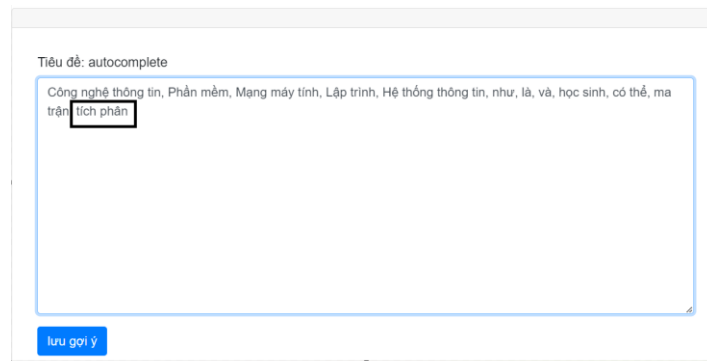 Tiêu đề: autocomplete
Công nghệ thông tin, Phần mềm, Mạng máy tính, Lập trình, Hệ thống thông tin, như, là, và, học sinh, có thể, ma
trận, tích phân
lưu gợi ý